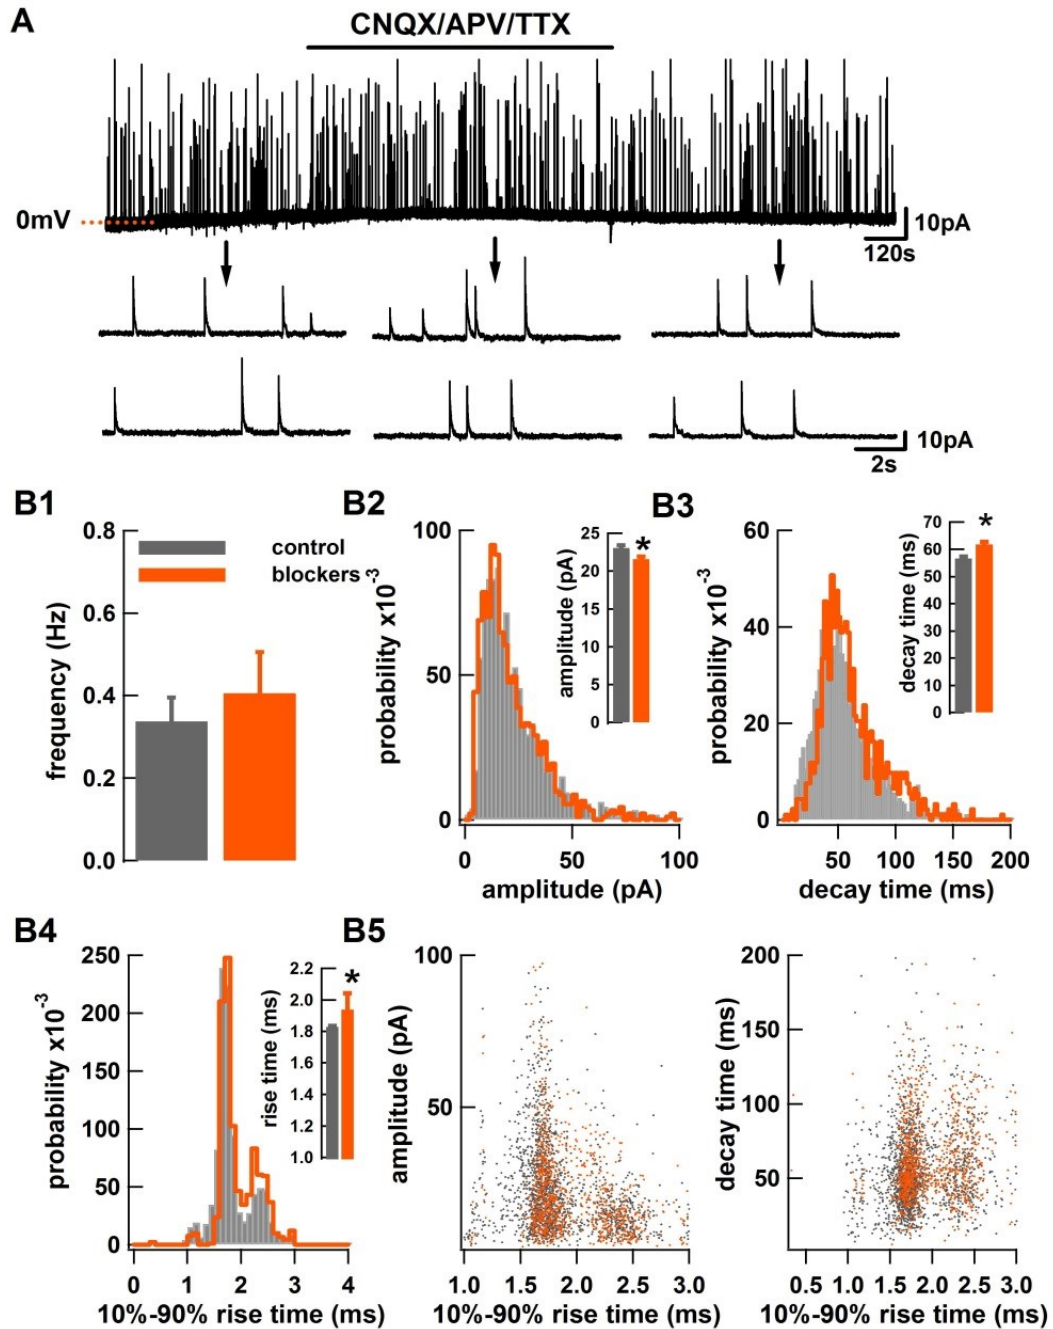 A
CNQX/APV/TTX
0mV
10pA
120s
10pA
2s
B1
0.8
0.6
0.4
0.2
0.0
frequency (Hz)
control
blockers
B2
100
50
0
probability x10-3
0
50
100
amplitude (pA)
25
20
15
10
5
0
amplitude (pA)
*
B3
60
40
20
0
probability x10-3
50
100
150
200
decay time (ms)
70
60
50
40
30
20
10
0
decay time (ms)
*
B4
250
200
150
100
50
0
probability x10-3
0
1
2
3
4
10%-90% rise time (ms)
2.2
2.0
1.8
1.6
1.4
1.2
1.0
rise time (ms)
*
B5
100
50
amplitude (pA)
1.0
1.5
2.0
2.5
3.0
10%-90% rise time (ms)
200
150
100
50
decay time (ms)
0.5
1.0
1.5
2.0
2.5
3.0
10%-90% rise time (ms)